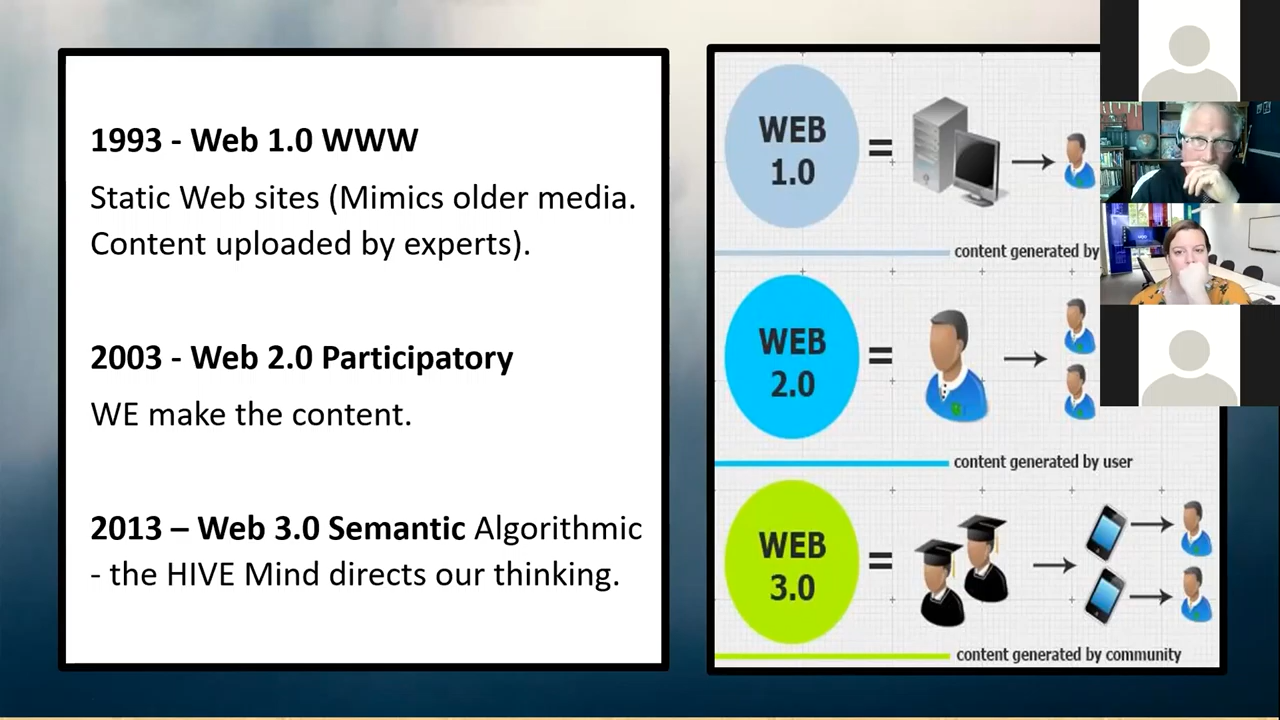 1993 - Web 1.0 WWW
Static Web sites (Mimics older media.
Content uploaded by experts).
2003 - Web 2.0 Participatory
WE make the content.
2013 – Web 3.0 Semantic Algorithmic
- the HIVE Mind directs our thinking.
WEB
1.0
=
content generated by
WEB
2.0
=
content generated by user
WEB
3.0
=
content generated by community